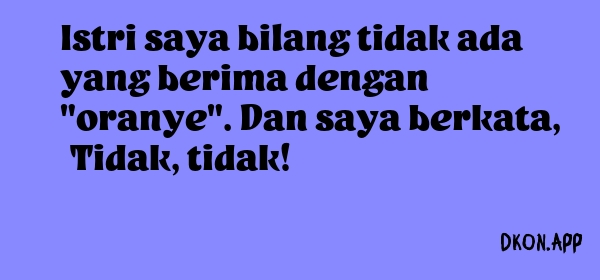 Istri saya bilang tidak ada
yang berima dengan
"oranye". Dan saya berkata,
Tidak, tidak!
DKON.APP